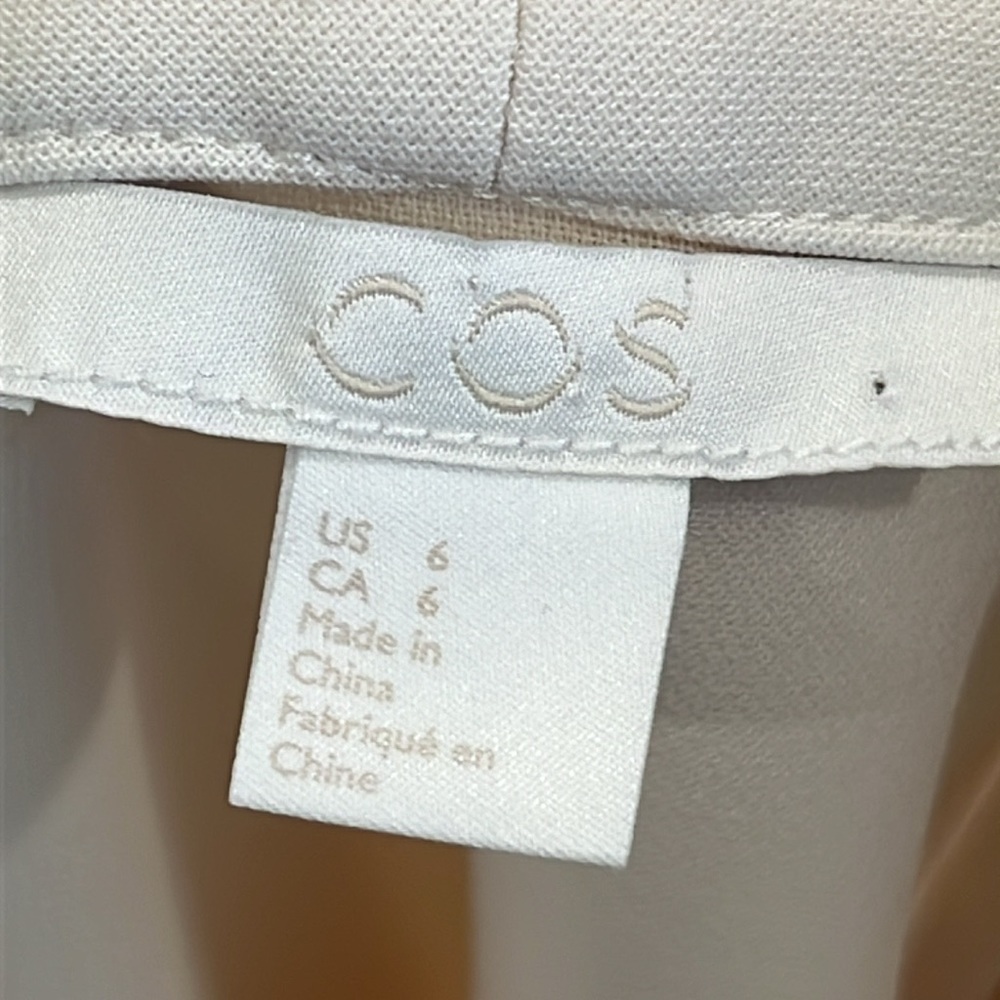 COS
US 6
CA 6
Made in
China
Fabriqué en
Chine